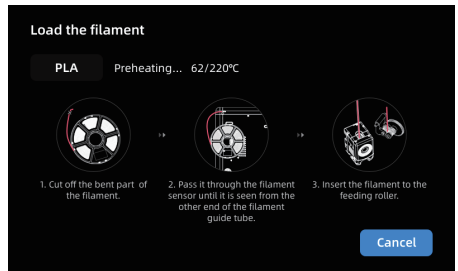 Load the filament
PLA
Preheating... 62/220℃
1. Cut off the bent part of
the filament.
2. Pass it through the filament
sensor until it is seen from the
other end of the filament
guide tube.
3. Insert the filament to the
feeding roller.
Cancel